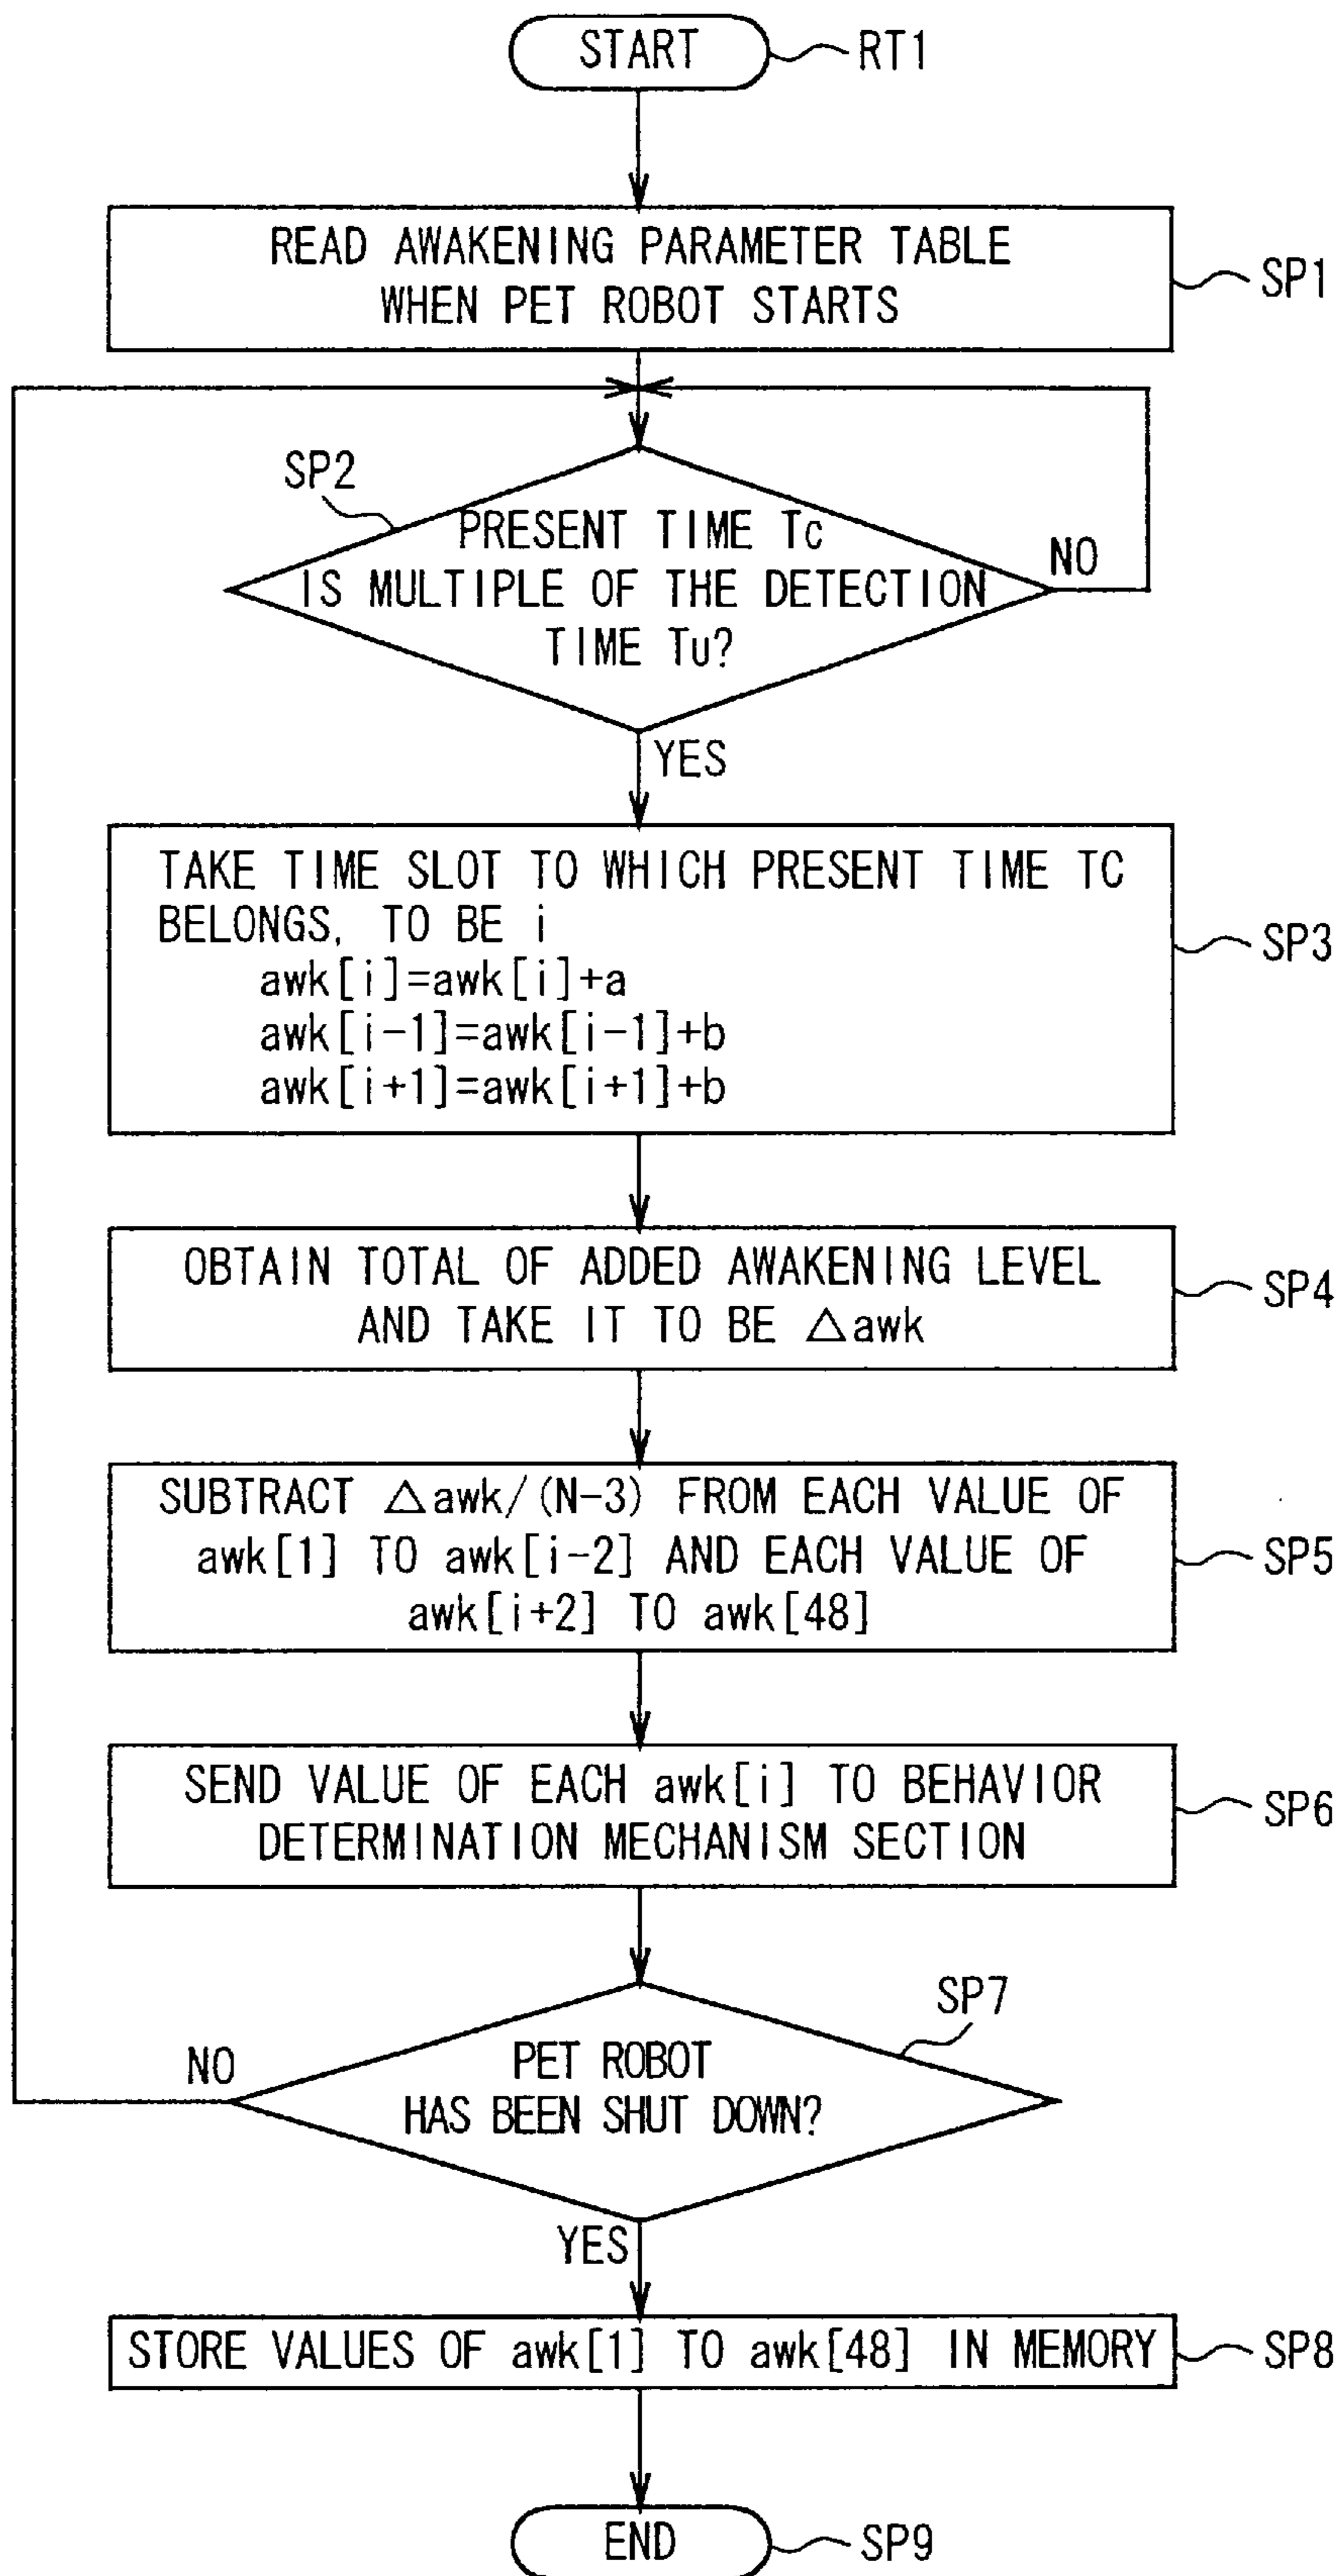 START
RT1
READ AWAKENING PARAMETER TABLE
WHEN PET ROBOT STARTS
SP1
SP2
PRESENT TIME Tc
IS MULTIPLE OF THE DETECTION
TIME Tu?
NO
YES
TAKE TIME SLOT TO WHICH PRESENT TIME TC
BELONGS, TO BE i
awk[i]=awk[i]+a
awk[i-1]=awk[i-1]+b
awk[i+1]=awk[i+1]+b
SP3
OBTAIN TOTAL OF ADDED AWAKENING LEVEL
AND TAKE IT TO BE △awk
SP4
SUBTRACT △awk/(N-3) FROM EACH VALUE OF
awk[1] TO awk[i-2] AND EACH VALUE OF
awk[i+2] TO awk[48]
SP5
SEND VALUE OF EACH awk[i] TO BEHAVIOR
DETERMINATION MECHANISM SECTION
SP6
SP7
NO
PET ROBOT
HAS BEEN SHUT DOWN?
YES
STORE VALUES OF awk[1] TO awk[48] IN MEMORY
SP8
END
SP9